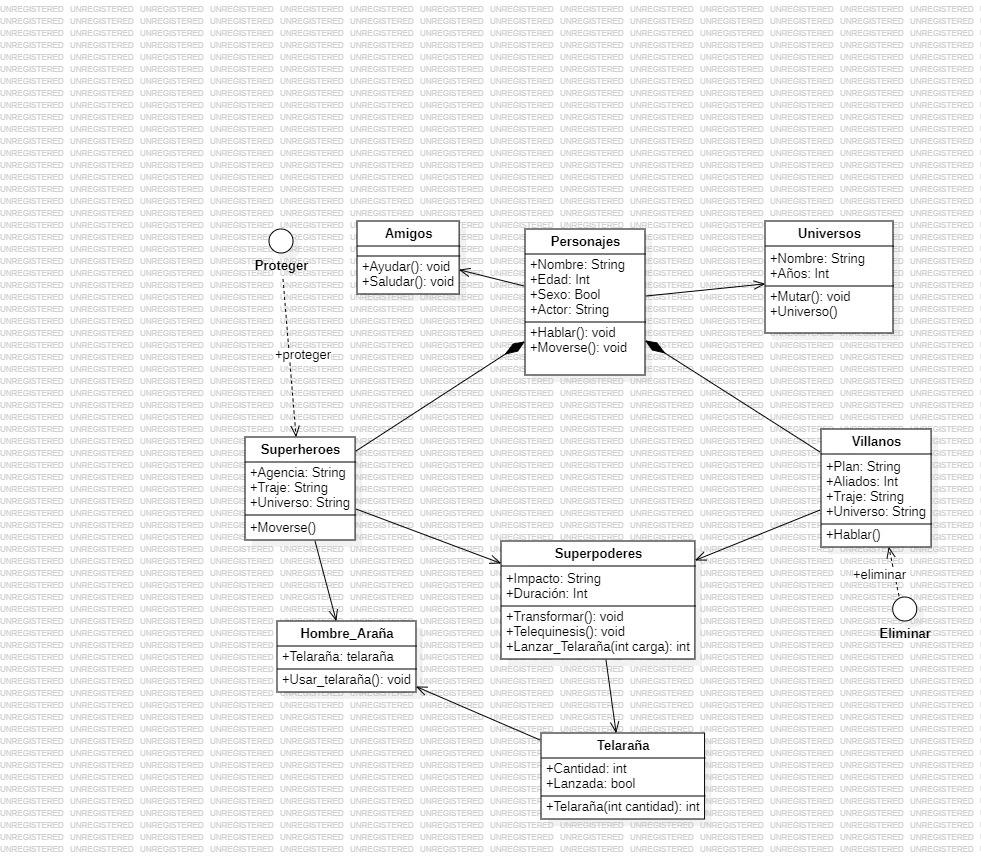 Amigos
+Ayudar(): void
+Saludar(): void
Personajes
+Nombre: String
+Edad: Int
+Sexo: Bool
+Actor: String
+Hablar(): void
+Moverse(): void
Universos
+Nombre: String
+Años: Int
+Mutar(): void
+Universo()
Proteger
+proteger
Superheroes
+Agencia: String
+Traje: String
+Universo: String
+Moverse()
Villanos
+Plan: String
+Aliados: Int
+Traje: String
+Universo: String
+Hablar()
+eliminar
Eliminar
Superpoderes
+Impacto: String
+Duración: Int
+Transformar(): void
+Telequinesis(): void
+Lanzar_Telaraña(int carga): int
Hombre_Araña
+Telaraña: telaraña
+Usar_telaraña(): void
Telaraña
+Cantidad: int
+Lanzada: bool
+Telaraña(int cantidad): int
UNREGISTERED